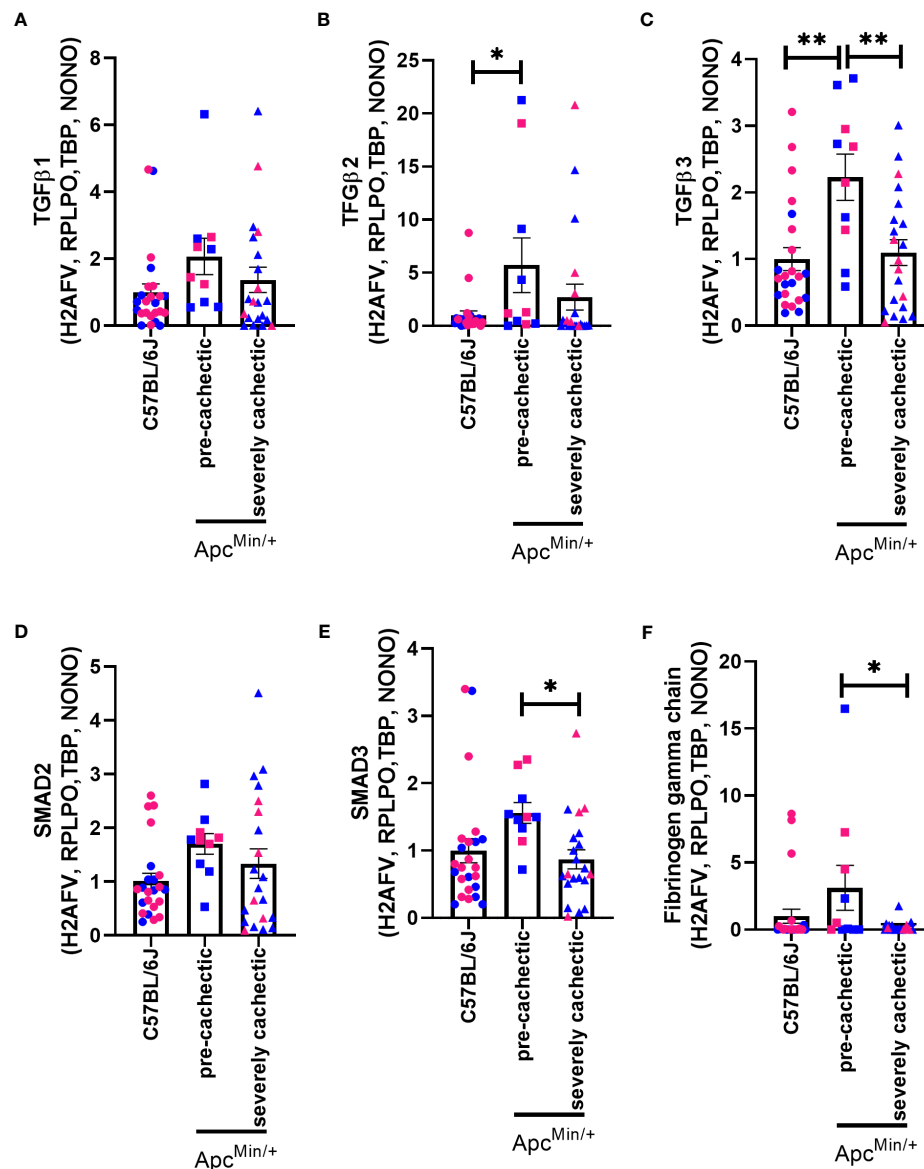 A
TGFβ1
(H2AFV, RPLPO,TBP, NONO)
8
6
4
2
0
C57BL/6J
pre-cachectic
severely cachectic
Apc^Min/+
B
TFGβ2
(H2AFV, RPLPO,TBP, NONO)
25
20
15
10
5
0
*
C57BL/6J
pre-cachectic
severely cachectic
Apc^Min/+
C
TGFβ3
(H2AFV, RPLPO,TBP, NONO)
4
3
2
1
0
** **
C57BL/6J
pre-cachectic
severely cachectic
Apc^Min/+
D
SMAD2
(H2AFV, RPLPO,TBP, NONO)
5
4
3
2
1
0
C57BL/6J
pre-cachectic
severely cachectic
Apc^Min/+
E
SMAD3
(H2AFV, RPLPO,TBP, NONO)
4
3
2
1
0
*
C57BL/6J
pre-cachectic
severely cachectic
Apc^Min/+
F
Fibrinogen gamma chain
(H2AFV, RPLPO,TBP, NONO)
20
15
10
5
0
*
C57BL/6J
pre-cachectic
severely cachectic
Apc^Min/+